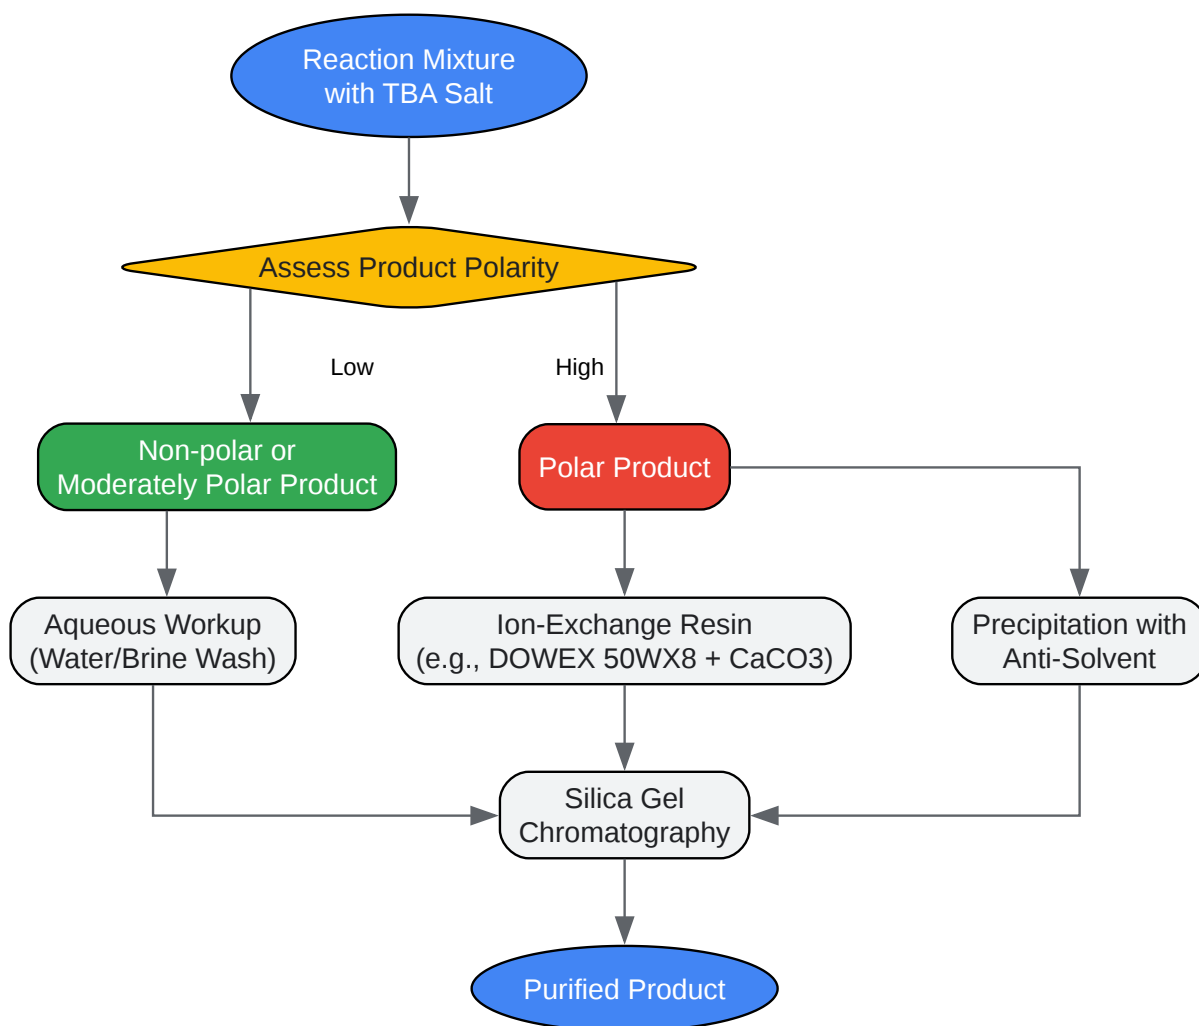 Reaction Mixture
with TBA Salt
Assess Product Polarity
Low
High
Non-polar or
Moderately Polar Product
Polar Product
Aqueous Workup
(Water/Brine Wash)
Ion-Exchange Resin
(e.g., DOWEX 50WX8 + CaCO3)
Precipitation with
Anti-Solvent
Silica Gel
Chromatography
Purified Product